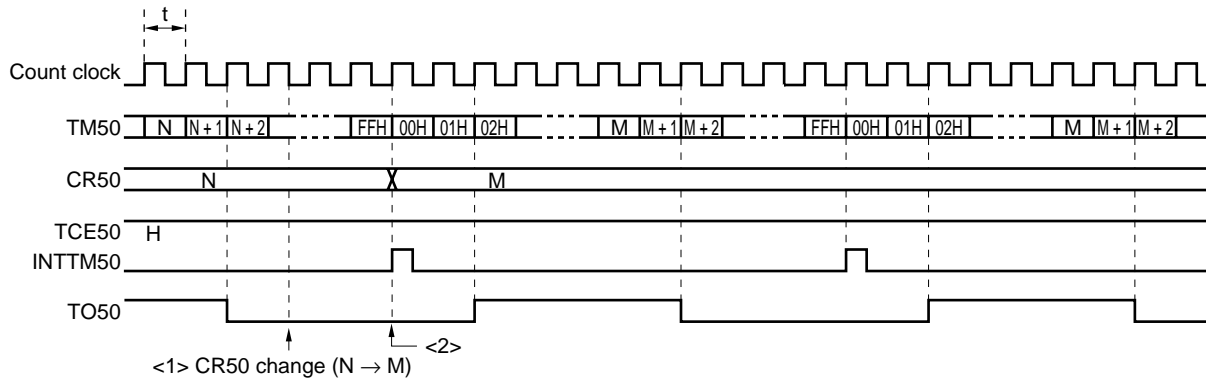 t
Count clock
TM50 N N + 1 N + 2 FFH 00H 01H 02H M M + 1 M + 2 FFH 00H 01H 02H M M + 1 M + 2
CR50 N M
TCE50
H
INTTM50
TO50
<2>
<1> CR50 change (N → M)